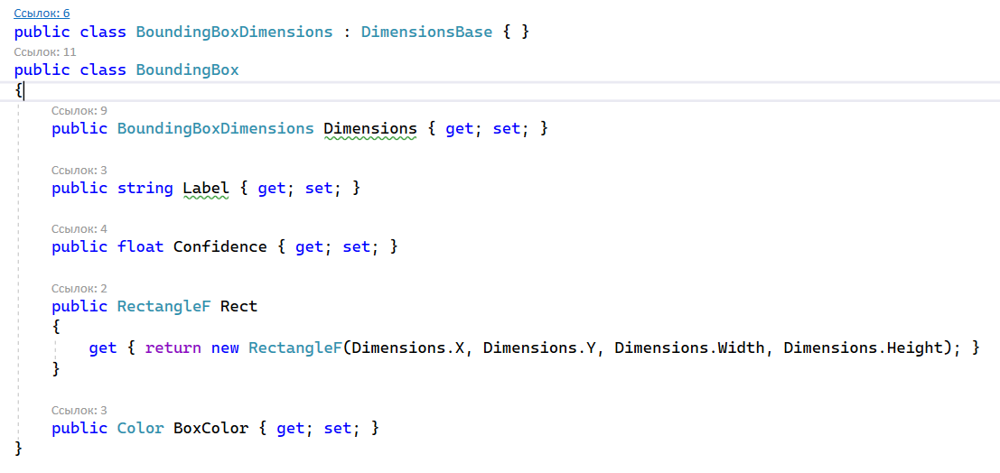 Ссылок: 6
public class BoundingBoxDimensions : DimensionsBase { }
Ссылок: 11
public class BoundingBox
{
Ссылок: 9
public BoundingBoxDimensions Dimensions { get; set; }
Ссылок: 3
public string Label { get; set; }
Ссылок: 4
public float Confidence { get; set; }
Ссылок: 2
public RectangleF Rect
{
get { return new RectangleF(Dimensions.X, Dimensions.Y, Dimensions.Width, Dimensions.Height); }
}
Ссылок: 3
public Color BoxColor { get; set; }
}